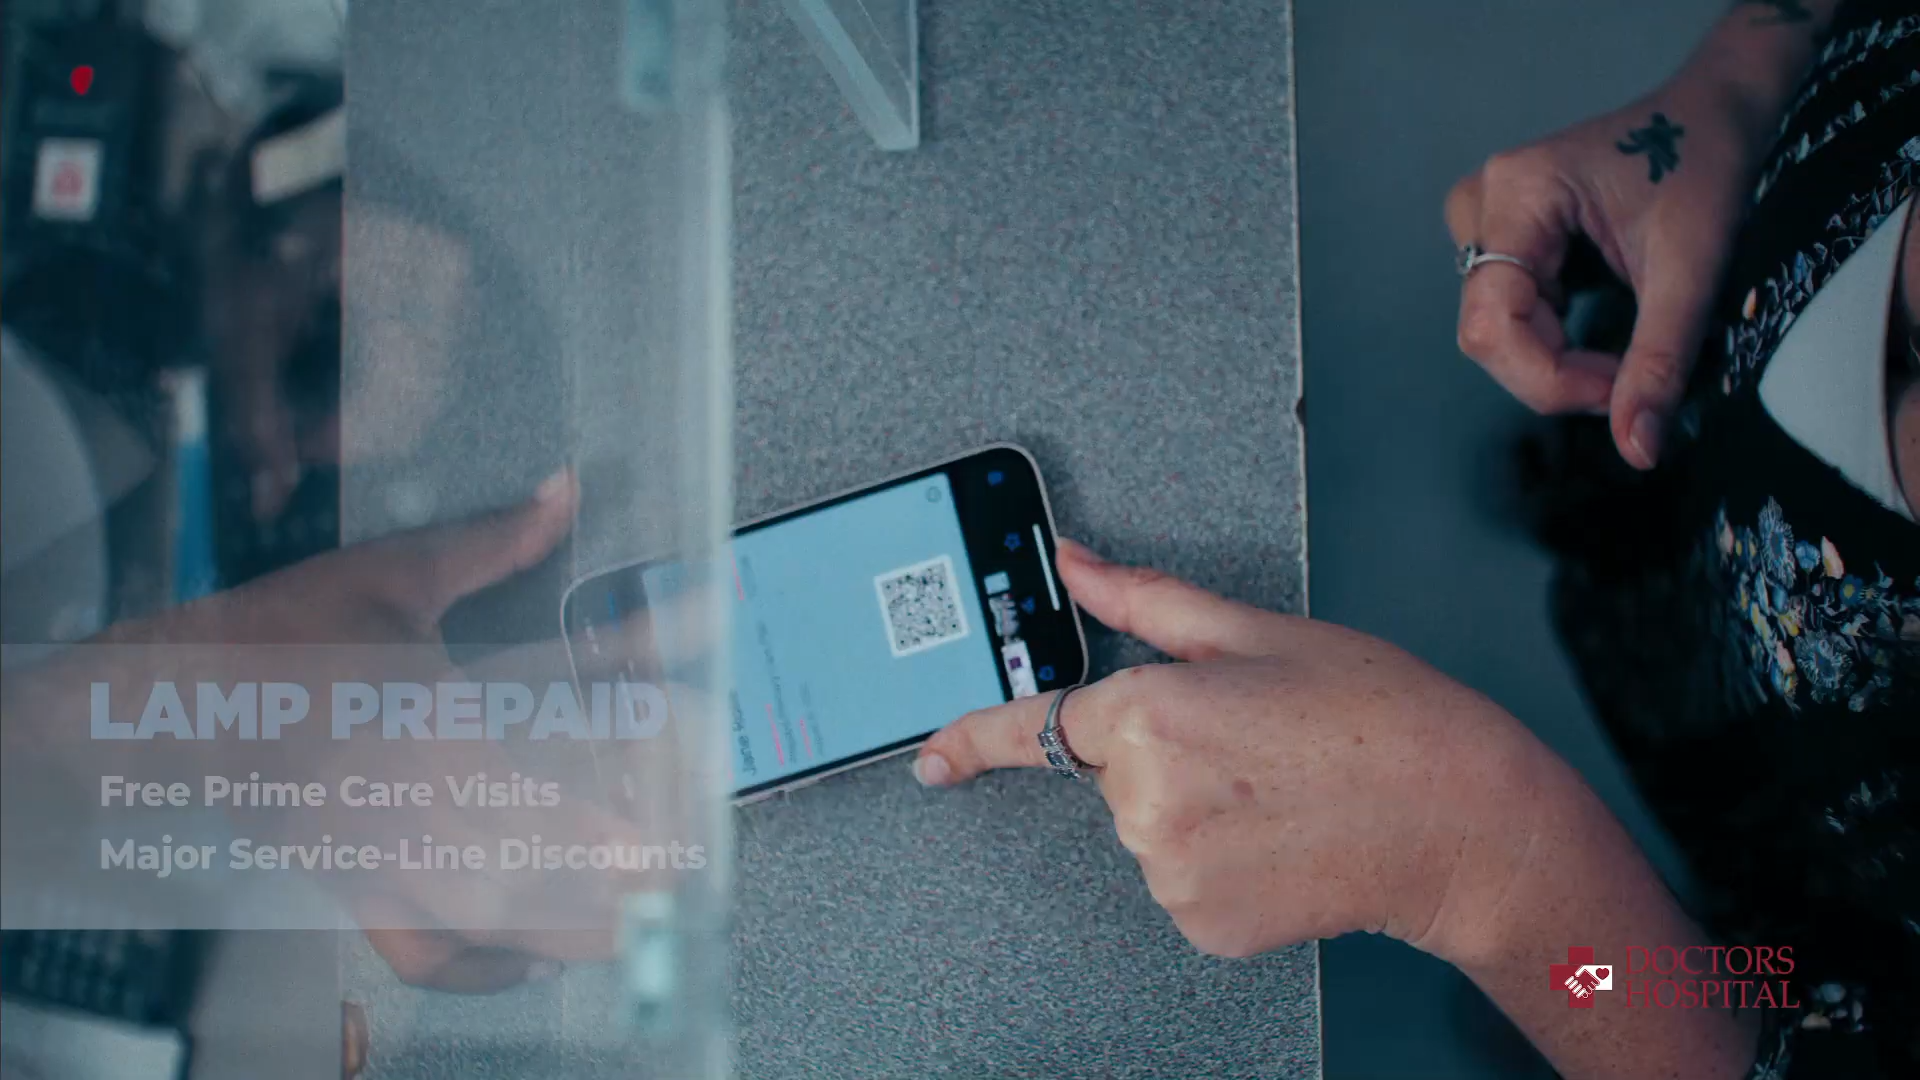 LAMP PREPAID
Free Prime Care Visits
Major Service-Line Discounts
DOCTORS
HOSPITAL